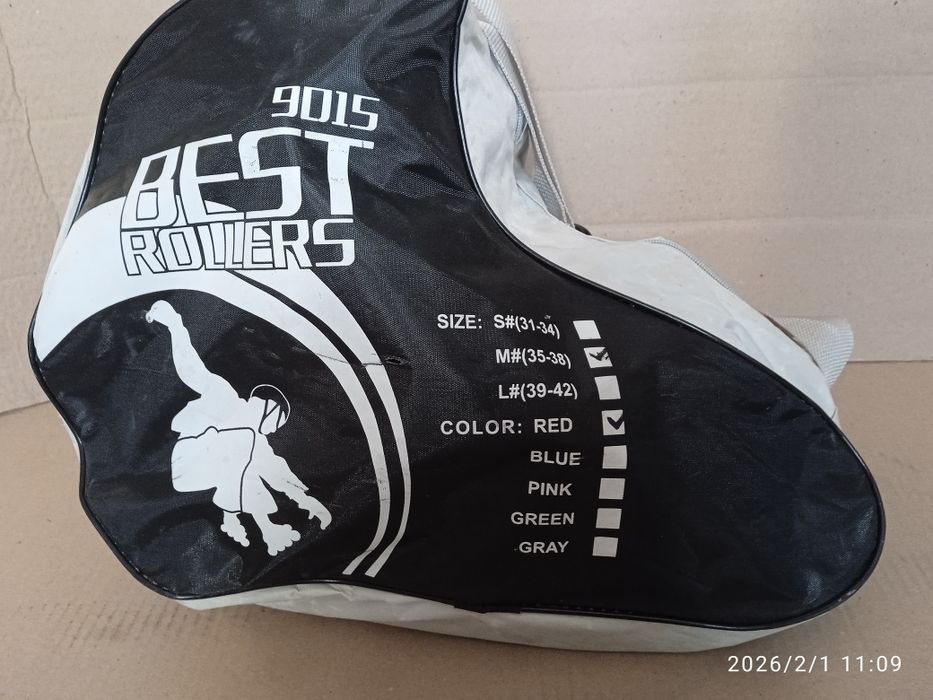 9015
BEST
ROLLERS
SIZE: S#(31-34)
M#(35-38)
L#(39-42)
COLOR: RED
BLUE
PINK
GREEN
GRAY
2026/2/1 11:09